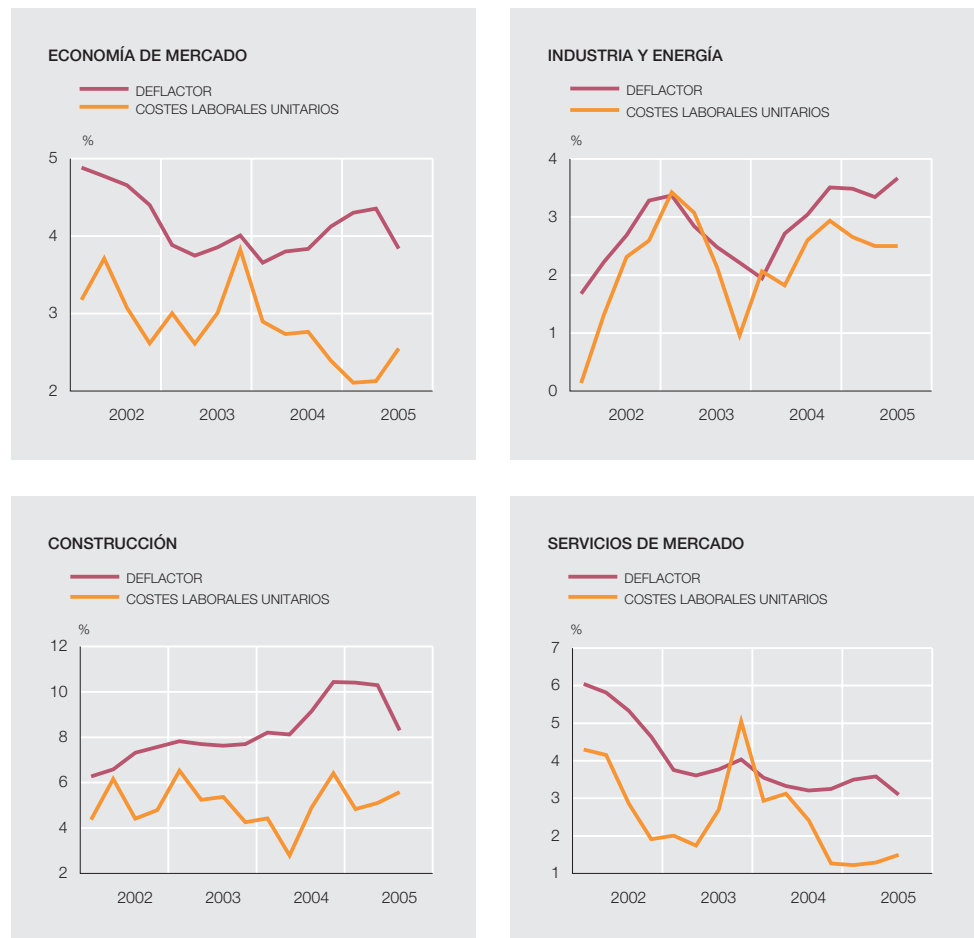 ECONOMÍA DE MERCADO
DEFLACTOR
COSTES LABORALES UNITARIOS
%
5
4
3
2
2002 2003 2004 2005
INDUSTRIA Y ENERGÍA
DEFLACTOR
COSTES LABORALES UNITARIOS
%
4
3
2
1
0
2002 2003 2004 2005
CONSTRUCCIÓN
DEFLACTOR
COSTES LABORALES UNITARIOS
%
12
10
8
6
4
2
2002 2003 2004 2005
SERVICIOS DE MERCADO
DEFLACTOR
COSTES LABORALES UNITARIOS
%
7
6
5
4
3
2
1
2002 2003 2004 2005